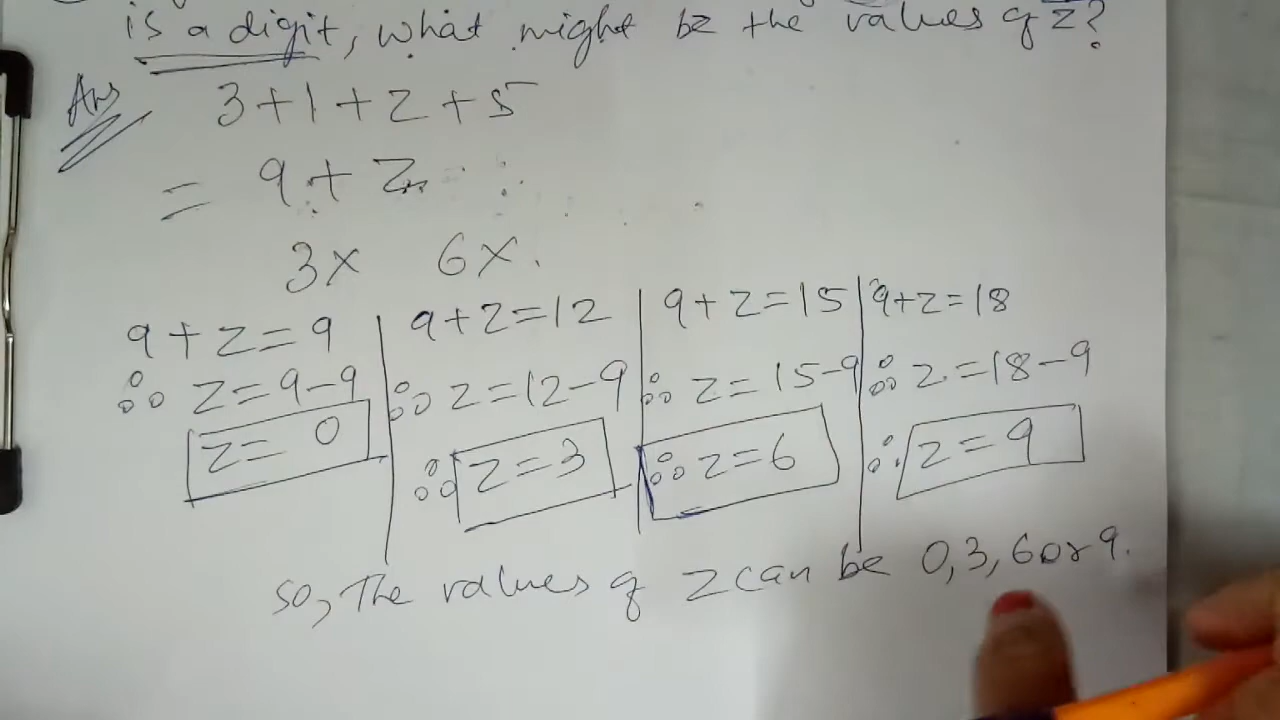 is a digit, what might be the values of z?
Ans
3+1+z+5
= 9+z
3x 6x.
9+z=9
∴ z=9-9
z= 0
9+z=12
∴ z=12-9
∴ z=3
9+z=15
∴ z=15-9
∴ z=6
9+z=18
∴ z=18-9
∴ z=9
so, The values of z can be 0,3,6 or 9.